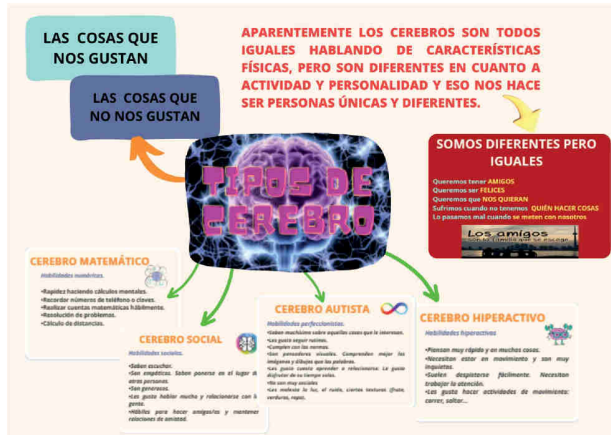 LAS COSAS QUE
NOS GUSTAN
LAS COSAS QUE
NO NOS GUSTAN
APARENTEMENTE LOS CEREBROS SON TODOS
IGUALES HABLANDO DE CARACTERÍSTICAS
FÍSICAS, PERO SON DIFERENTES EN CUANTO A
ACTIVIDAD Y PERSONALIDAD Y ESO NOS HACE
SER PERSONAS ÚNICAS Y DIFERENTES.
SOMOS DIFERENTES PERO
IGUALES
Queremos tener AMIGOS
Queremos ser FELICES
Queremos que NOS QUIERAN
Sufrimos cuando no tenemos QUIÉN HACER COSAS
Lo pasamos mal cuando se meten con nosotros
Los amigos
son la familia que se escoge
TIPOS DE
CEREBRO
CEREBRO MATEMÁTICO
Habilidades numéricas.
•Rapidez haciendo cálculos mentales.
•Recordar números de teléfono o claves.
•Realizar cuentas matemáticas hábilmente.
•Resolución de problemas.
•Cálculo de distancias.
CEREBRO SOCIAL
Habilidades sociales.
•Saben escuchar.
•Son empáticos. Saben ponerse en el lugar d
otras personas.
•Son generosos.
•Les gusta hablar mucho y relacionarse con l
gente.
•Hábiles para hacer amigos/as y mantener
relaciones de amistad.
CEREBRO AUTISTA
Habilidades perfeccionistas.
•Saben muchísimo sobre aquellas cosas que le interesan.
•Les gusta seguir rutinas.
•Cumplen con las normas.
•Son pensadores visuales. Comprenden mejor las
imágenes y dibujos que las palabras.
•Les gusta cuesta aprender a relacionarse. Le gusta
disfrutar de su tiempo solos.
•No son muy sociales
•Les molesta la luz, el ruido, ciertas texturas (fruta,
verduras, ropa).
CEREBRO HIPERACTIVO
Habilidades hiperactivas
•Piensan muy rápido y en muchas cosas.
•Necesitan estar en movimiento y son muy
inquietos.
•Suelen despistarse fácilmente. Necesitan
trabajar la atención.
•Les gusta hacer actividades de movimiento:
correr, saltar...